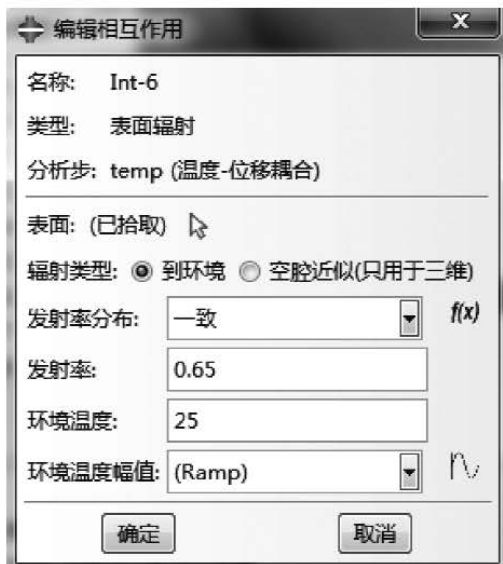 编辑相互作用
名称: Int-6
类型: 表面辐射
分析步: temp (温度-位移耦合)
表面: (已拾取)
辐射类型: 到环境 空腔近似(只用于三维)
发射率分布: 一致 f(x)
发射率: 0.65
环境温度: 25
环境温度幅值: (Ramp)
确定 取消